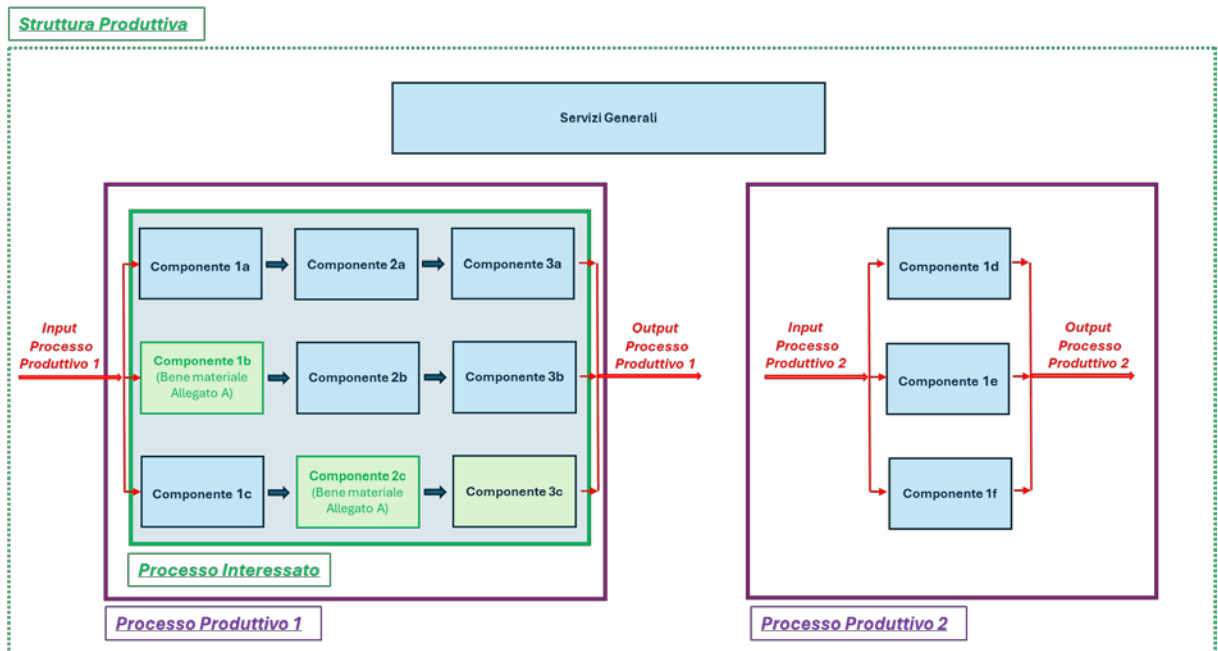 Struttura Produttiva
Servizi Generali
Componente 1a
Componente 2a
Componente 3a
Input
Processo
Produttivo 1
Componente 1b
(Bene materiale
Allegato A)
Componente 2b
Componente 3b
Output
Processo
Produttivo 1
Componente 1c
Componente 2c
(Bene materiale
Allegato A)
Componente 3c
Processo Interessato
Processo Produttivo 1
Componente 1d
Input
Processo
Produttivo 2
Componente 1e
Output
Processo
Produttivo 2
Componente 1f
Processo Produttivo 2